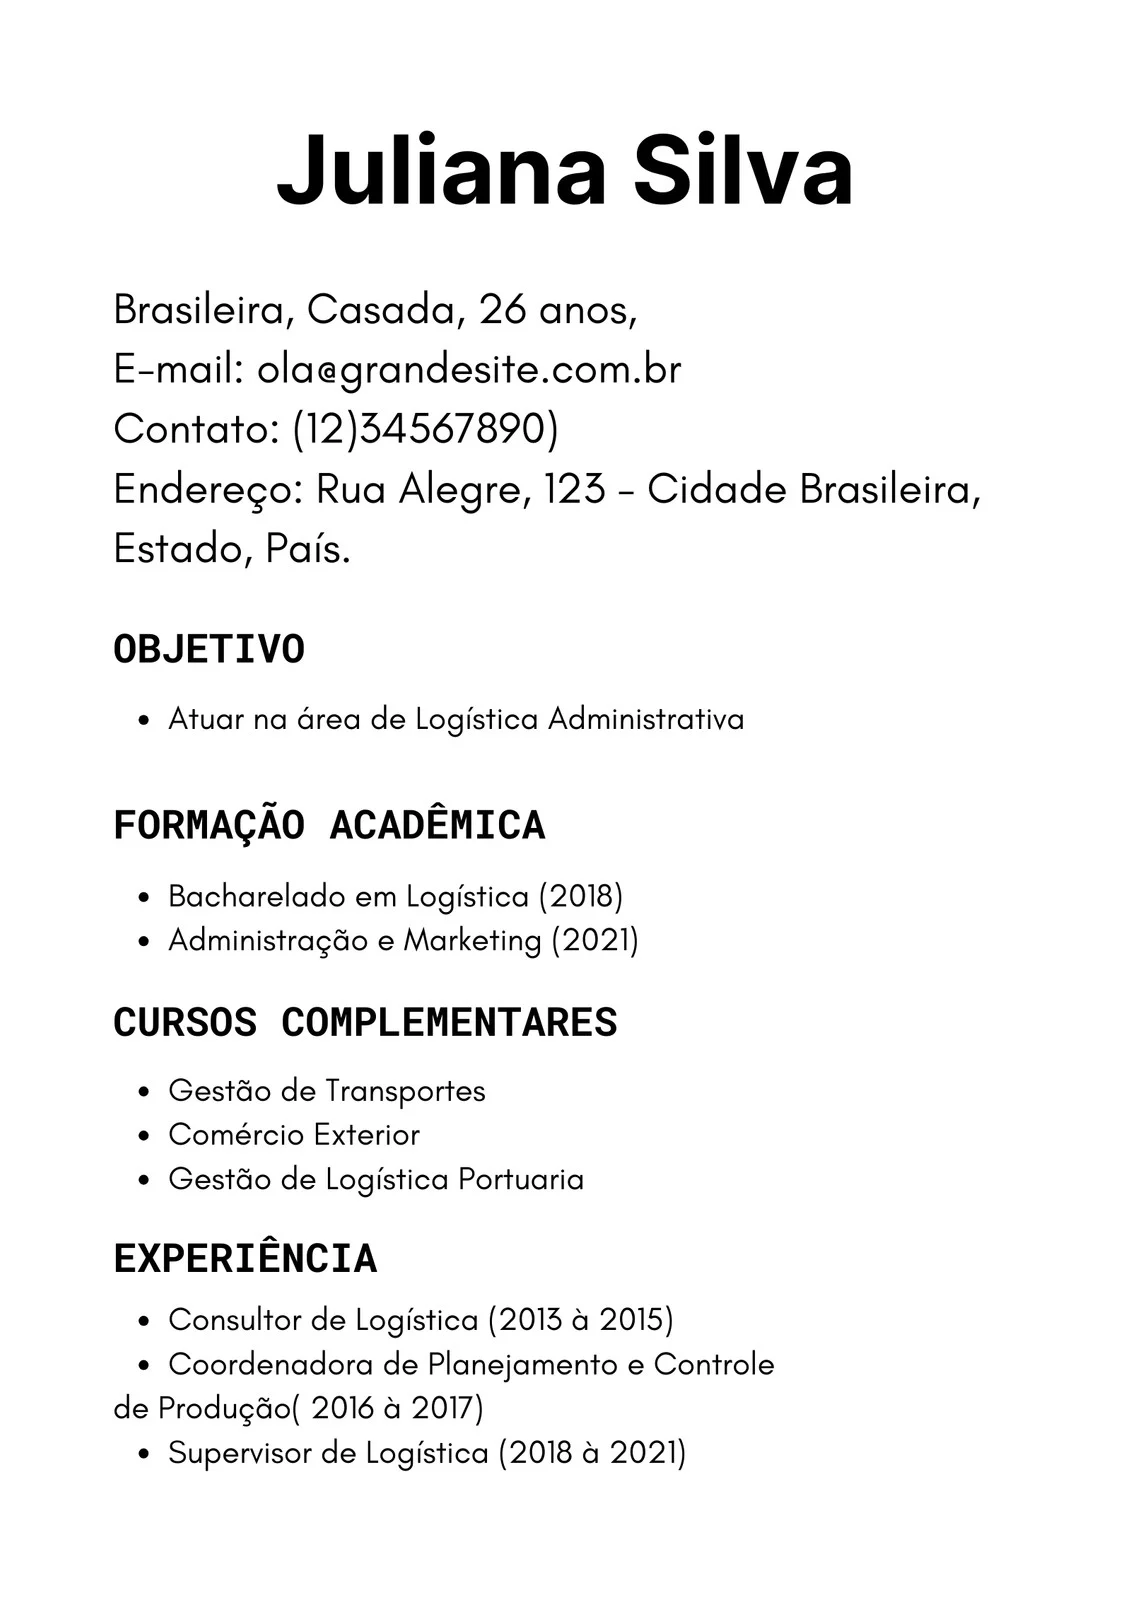 Juliana Silva
Brasileira, Casada, 26 anos,
E-mail: ola@grandesite.com.br
Contato: (12)34567890)
Endereço: Rua Alegre, 123 - Cidade Brasileira,
Estado, País.
OBJETIVO
• Atuar na área de Logística Administrativa
FORMAÇÃO ACADÊMICA
• Bacharelado em Logística (2018)
• Administração e Marketing (2021)
CURSOS COMPLEMENTARES
• Gestão de Transportes
• Comércio Exterior
• Gestão de Logística Portuaria
EXPERIÊNCIA
• Consultor de Logística (2013 à 2015)
• Coordenadora de Planejamento e Controle
de Produção( 2016 à 2017)
• Supervisor de Logística (2018 à 2021)